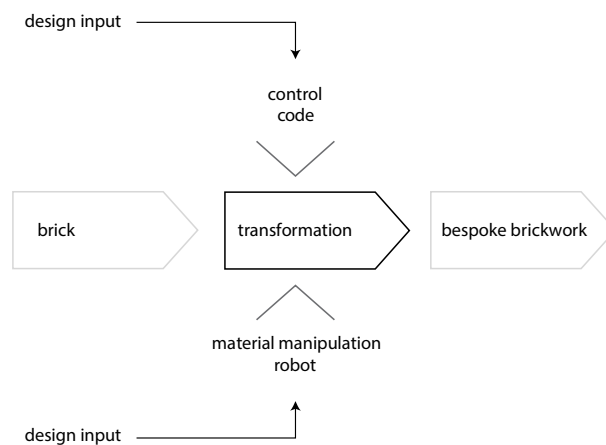 design input
control
code
brick
transformation
bespoke brickwork
material manipulation
robot
design input